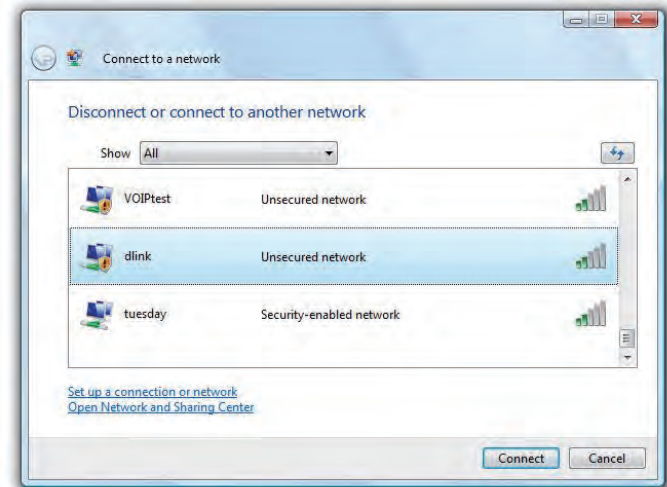 Connect to a network
Disconnect or connect to another network
Show All
VOIPtest Unsecured network
dlink Unsecured network
tuesday Security-enabled network
Set up a connection or network
Open Network and Sharing Center
Connect Cancel